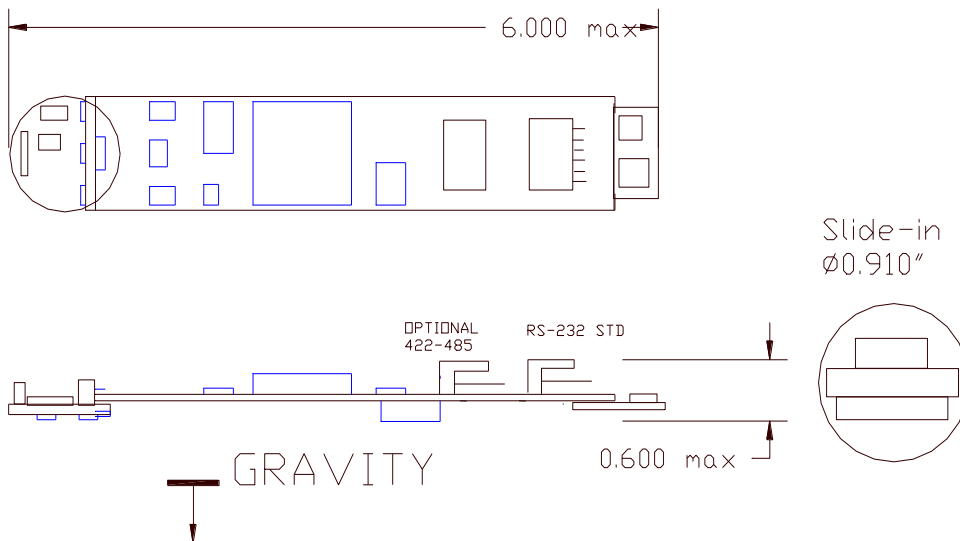 6.000 max
Slide-in
Ø0.910"
OPTIONAL
422-485
RS-232 STD
0.600 max
GRAVITY